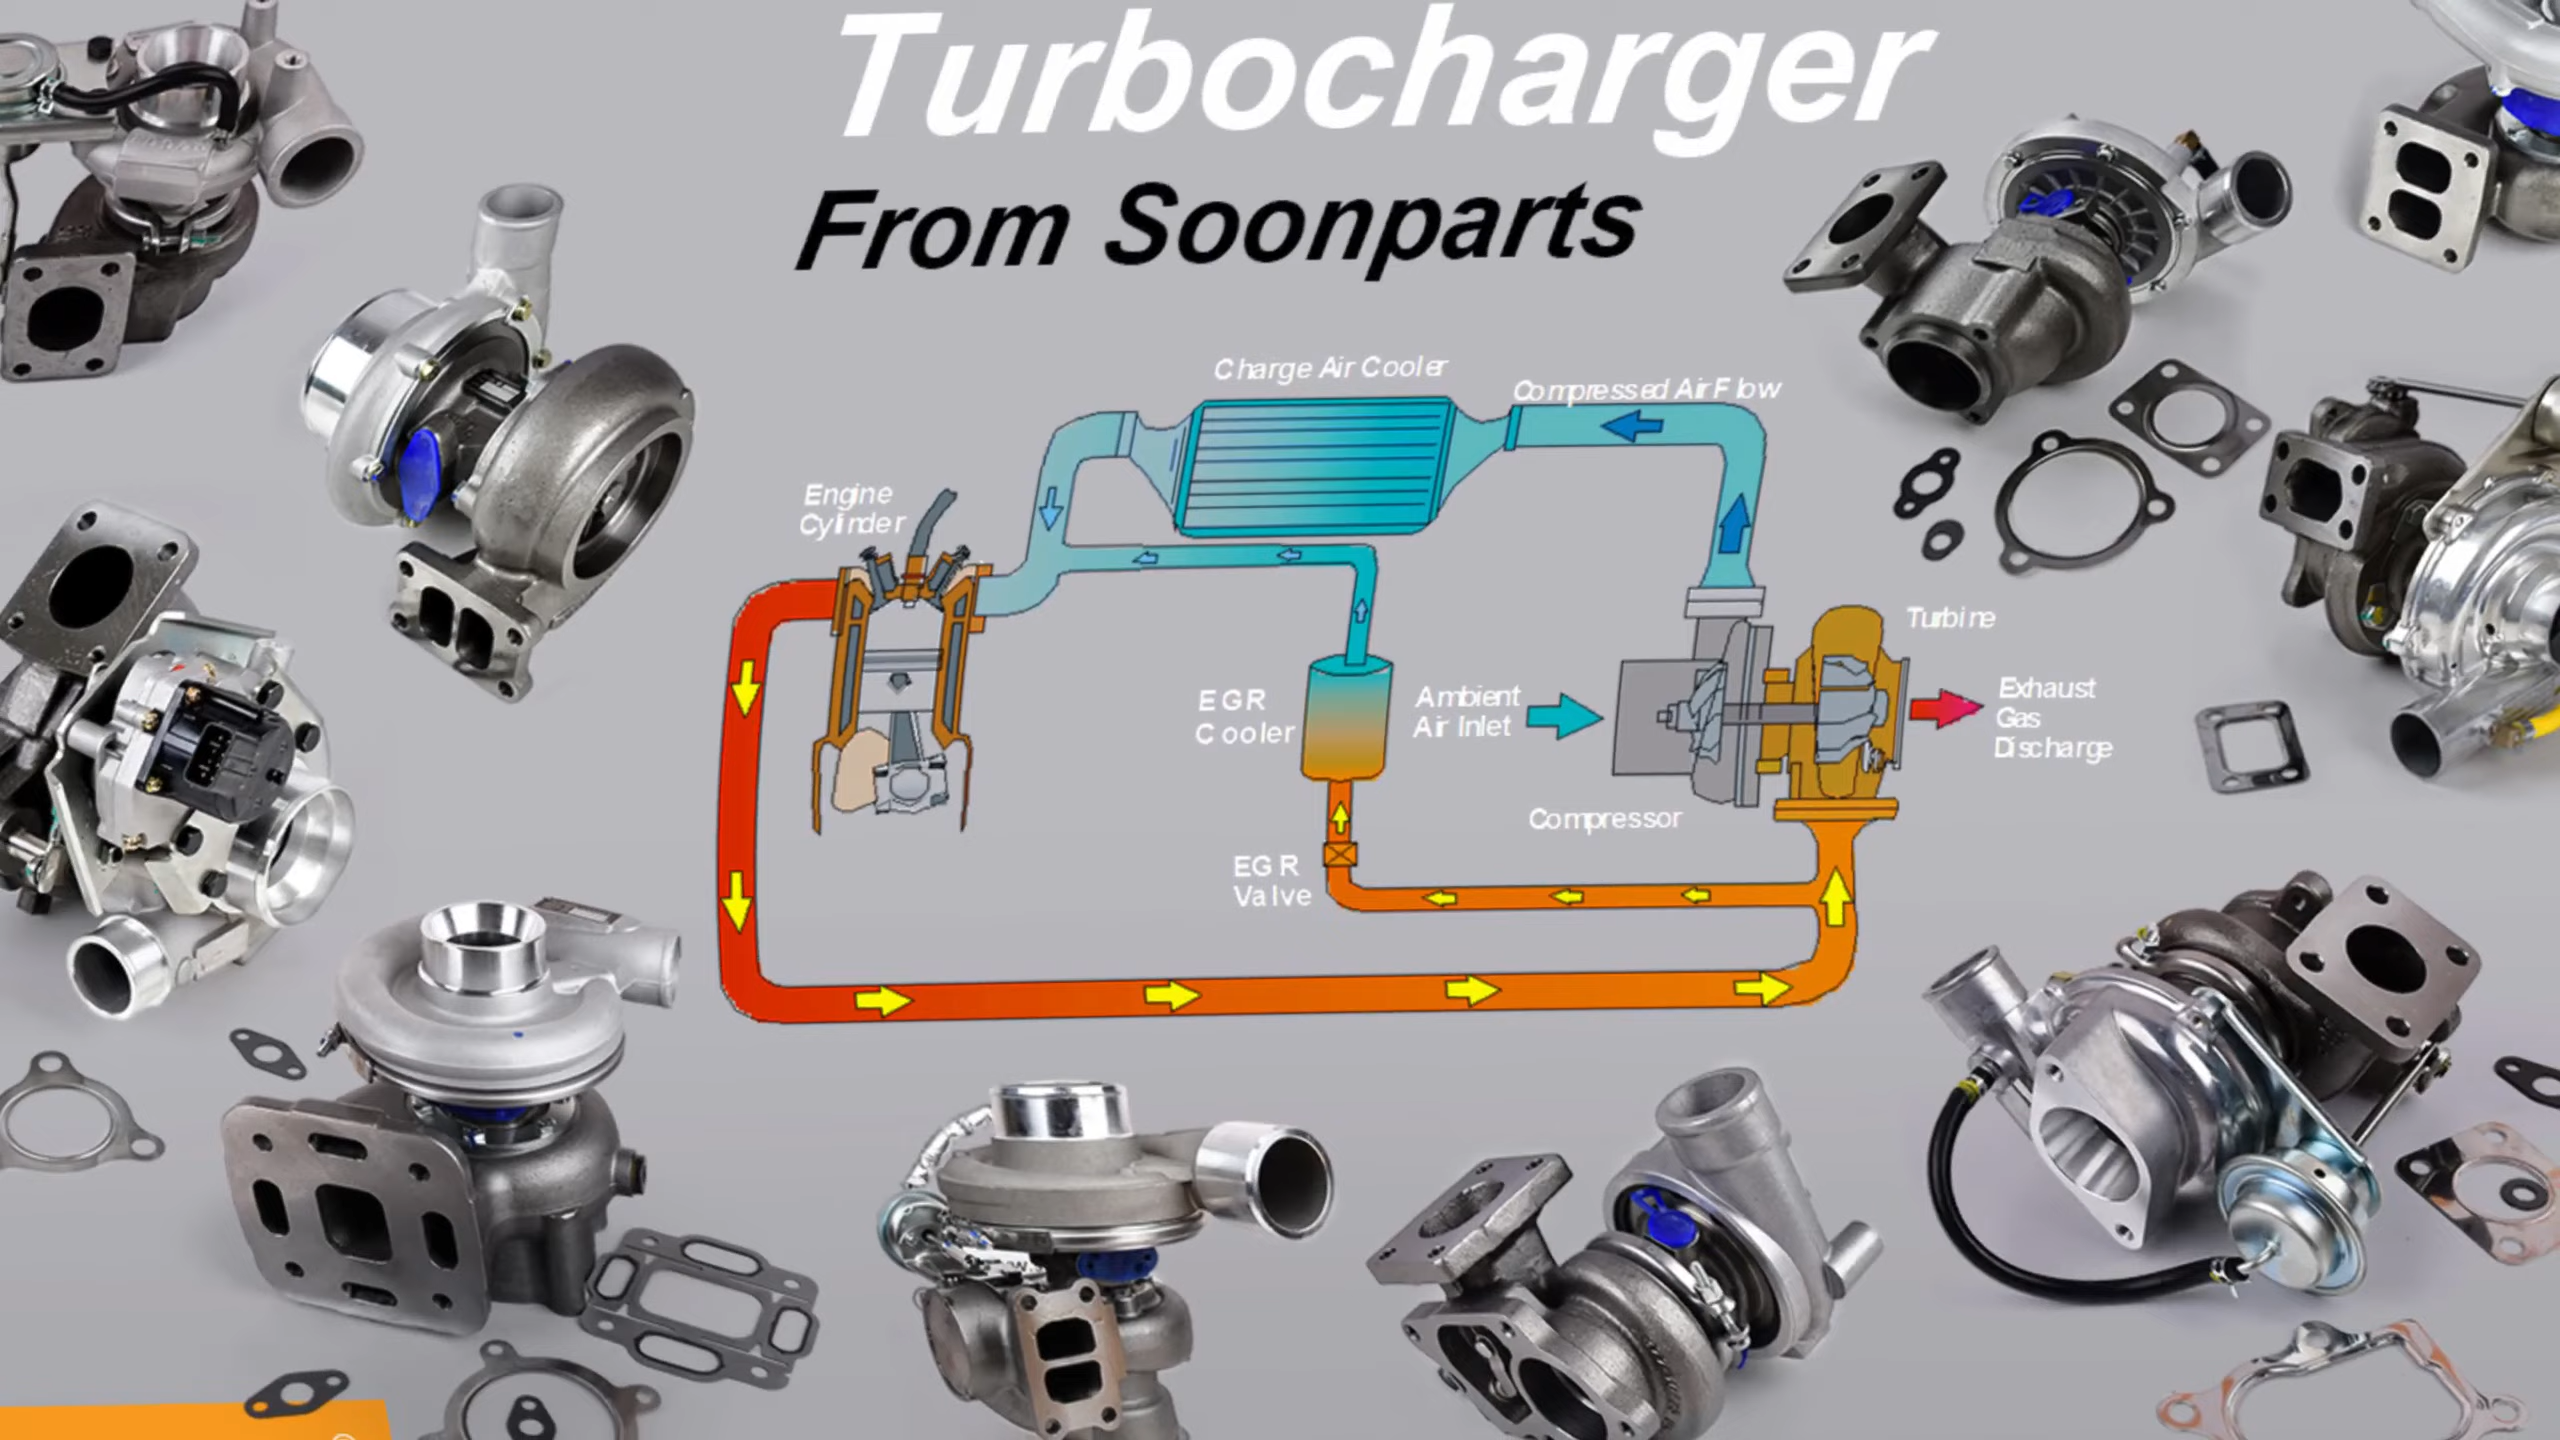 Turbocharger
From Soonparts
Charge Air Cooler
Compressed Air Flow
Engine
Cylinder
Turbine
EGR
Cooler
Ambient
Air Inlet
Exhaust
Gas
Discharge
Compressor
EGR
Valve